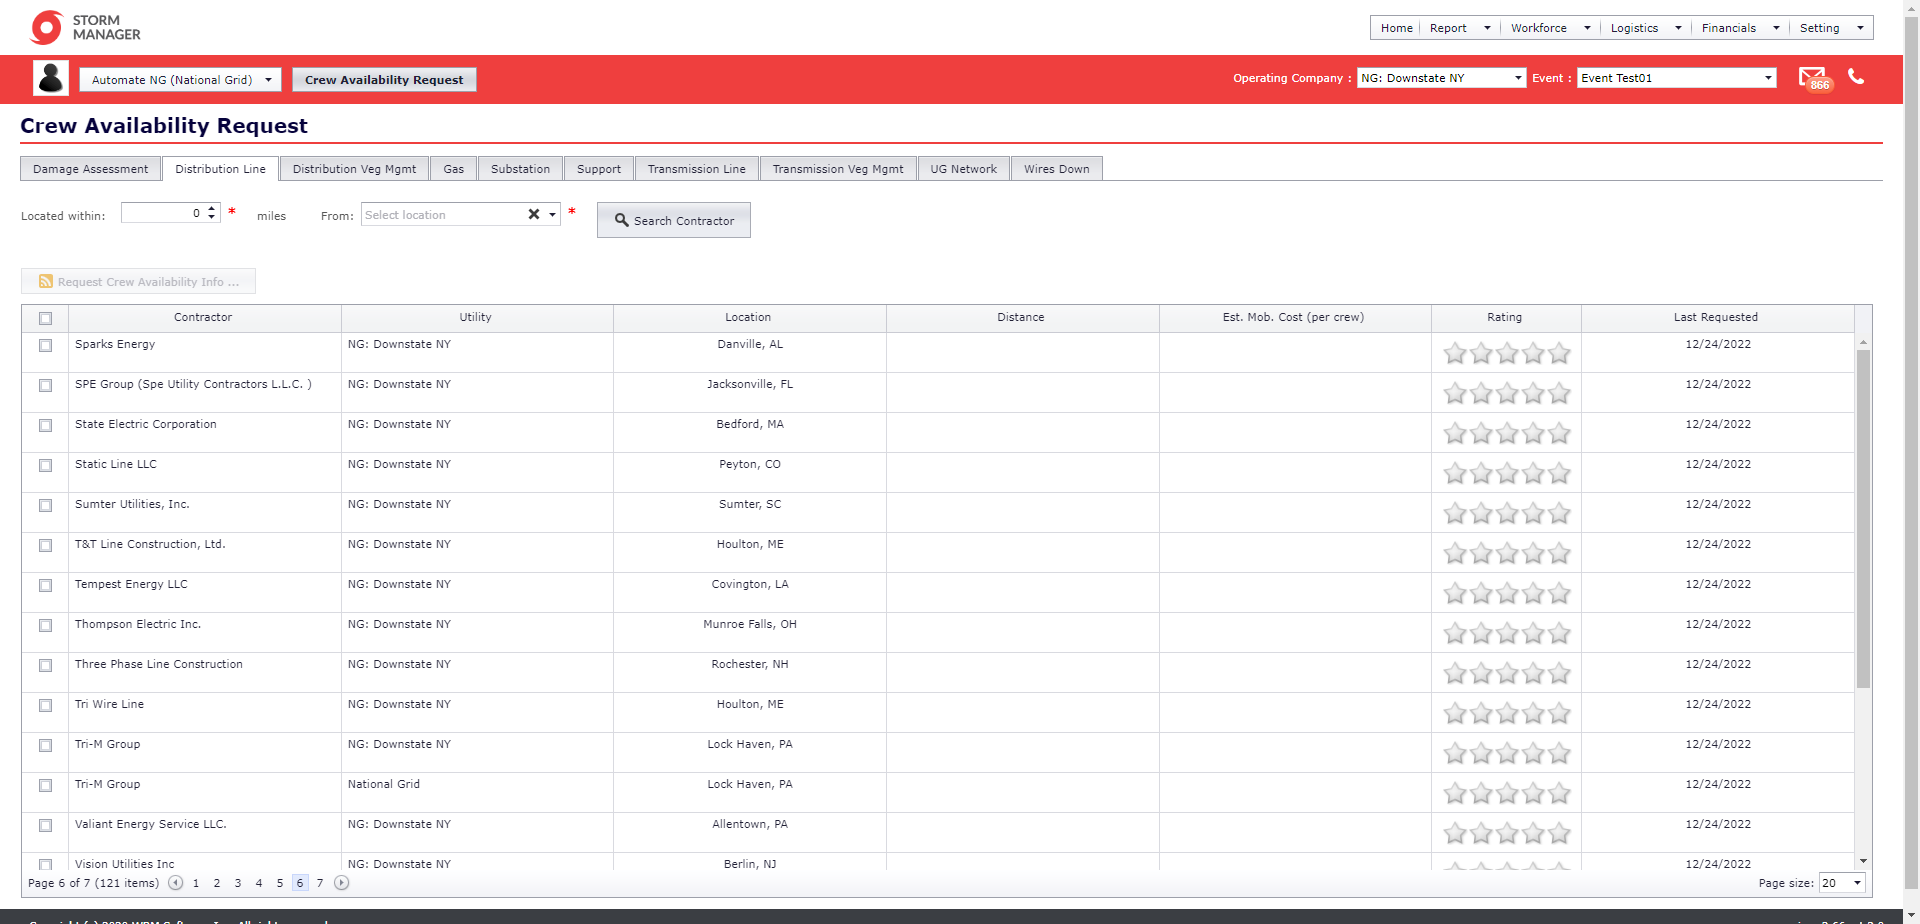 STORM
MANAGER
Home Report Workforce Logistics Financials Setting
Automate NG (National Grid) Crew Availability Request Operating Company : NG: Downstate NY Event : Event Test01 866
Crew Availability Request
Damage Assessment Distribution Line Distribution Veg Mgmt Gas Substation Support Transmission Line Transmission Veg Mgmt UG Network Wires Down
Located within: 0 * miles From: Select location * Search Contractor
Request Crew Availability Info ...
Contractor Utility Location Distance Est. Mob. Cost (per crew) Rating Last Requested
Sparks Energy NG: Downstate NY Danville, AL 12/24/2022
SPE Group (Spe Utility Contractors L.L.C. ) NG: Downstate NY Jacksonville, FL 12/24/2022
State Electric Corporation NG: Downstate NY Bedford, MA 12/24/2022
Static Line LLC NG: Downstate NY Peyton, CO 12/24/2022
Sumter Utilities, Inc. NG: Downstate NY Sumter, SC 12/24/2022
T&T Line Construction, Ltd. NG: Downstate NY Houlton, ME 12/24/2022
Tempest Energy LLC NG: Downstate NY Covington, LA 12/24/2022
Thompson Electric Inc. NG: Downstate NY Munroe Falls, OH 12/24/2022
Three Phase Line Construction NG: Downstate NY Rochester, NH 12/24/2022
Tri Wire Line NG: Downstate NY Houlton, ME 12/24/2022
Tri-M Group NG: Downstate NY Lock Haven, PA 12/24/2022
Tri-M Group National Grid Lock Haven, PA 12/24/2022
Valiant Energy Service LLC. NG: Downstate NY Allentown, PA 12/24/2022
Vision Utilities Inc NG: Downstate NY Berlin, NJ 12/24/2022
Page 6 of 7 (121 items) 1 2 3 4 5 6 7 Page size: 20